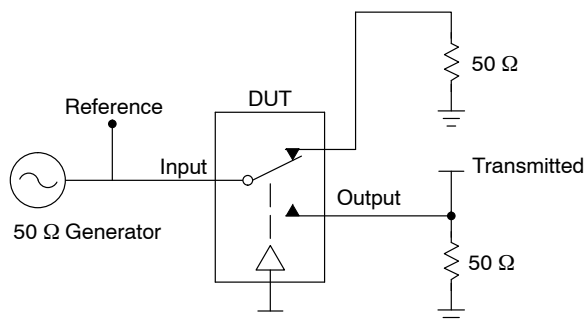 50 Ω
Reference
DUT
Input
Transmitted
Output
50 Ω Generator
50 Ω